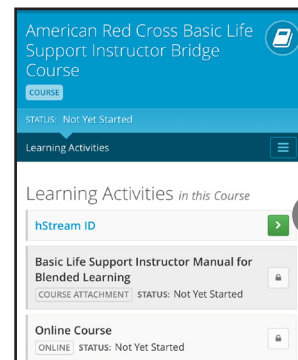 American Red Cross Basic Life
Support Instructor Bridge
Course
COURSE
STATUS: Not Yet Started
Learning Activities
Learning Activities in this Course
hStream ID
Basic Life Support Instructor Manual for
Blended Learning
COURSE ATTACHMENT STATUS: Not Yet Started
Online Course
ONLINE STATUS: Not Yet Started